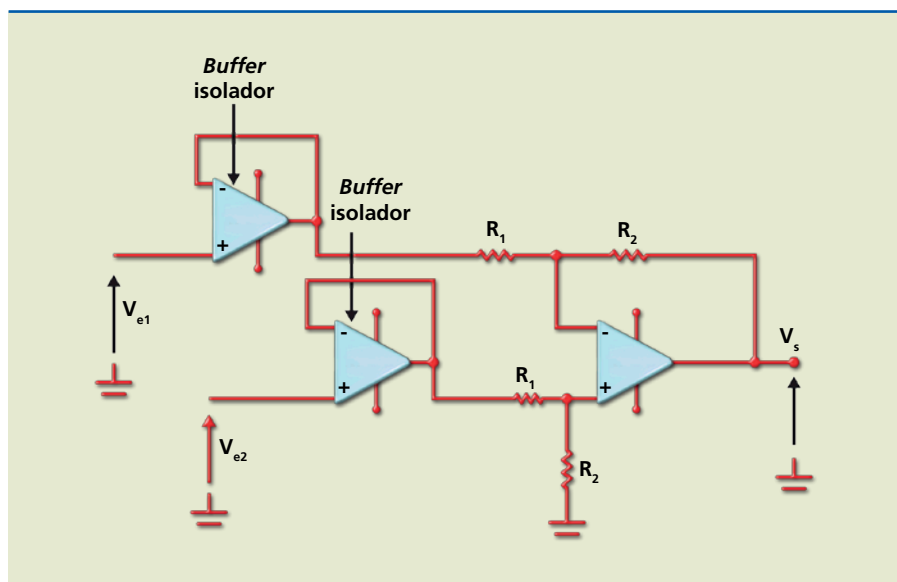 Buffer
isolador
-
+
Ve1
Buffer
isolador
-
+
Ve2
R1
R2
-
+
Vs
R1
R2